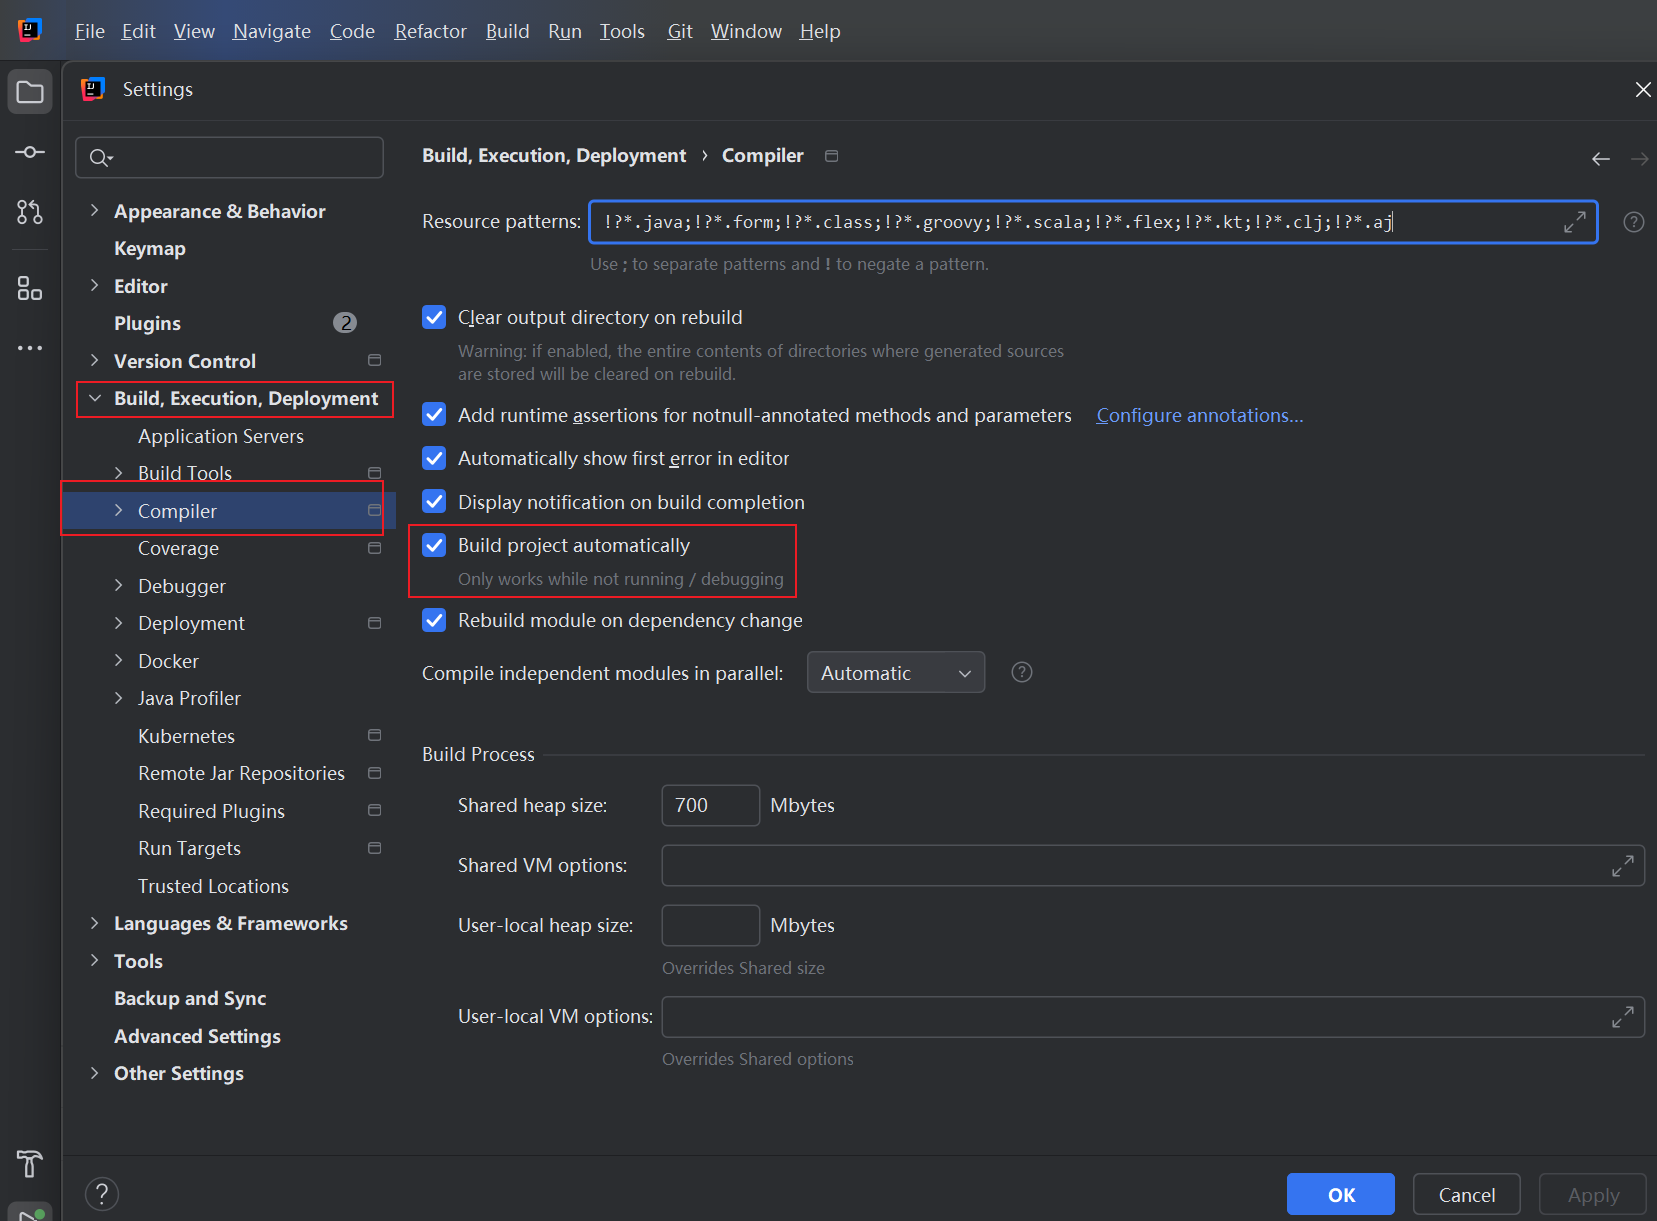 File Edit View Navigate Code Refactor Build Run Tools Git Window Help
Settings
Appearance & Behavior
Keymap
Editor
Plugins 2
Version Control
Build, Execution, Deployment
Application Servers
Build Tools
Compiler
Coverage
Debugger
Deployment
Docker
Java Profiler
Kubernetes
Remote Jar Repositories
Required Plugins
Run Targets
Trusted Locations
Languages & Frameworks
Tools
Backup and Sync
Advanced Settings
Other Settings
Build, Execution, Deployment › Compiler
Resource patterns: !?*.java;!?*.form;!?*.class;!?*.groovy;!?*.scala;!?*.flex;!?*.kt;!?*.clj;!?*.aj
Use ; to separate patterns and ! to negate a pattern.
Clear output directory on rebuild
Warning: if enabled, the entire contents of directories where generated sources
are stored will be cleared on rebuild.
Add runtime assertions for notnull-annotated methods and parameters Configure annotations...
Automatically show first error in editor
Display notification on build completion
Build project automatically
Only works while not running / debugging
Rebuild module on dependency change
Compile independent modules in parallel: Automatic
Build Process
Shared heap size: 700 Mbytes
Shared VM options:
User-local heap size: Mbytes
Overrides Shared size
User-local VM options:
Overrides Shared options
? OK Cancel Apply